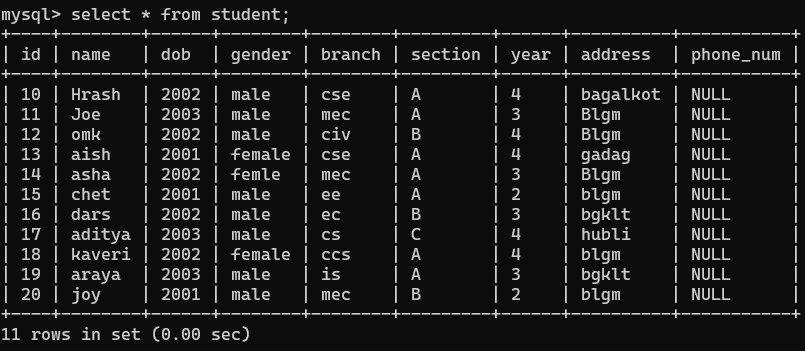 mysql> select * from student;
+----+--------+------+--------+--------+---------+------+----------+-----------+
| id | name   | dob  | gender | branch | section | year | address  | phone_num |
+----+--------+------+--------+--------+---------+------+----------+-----------+
| 10 | Hrash  | 2002 | male   | cse    | A       | 4    | bagalkot | NULL      |
| 11 | Joe    | 2003 | male   | mec    | A       | 3    | Blgm     | NULL      |
| 12 | omk    | 2002 | male   | civ    | B       | 4    | Blgm     | NULL      |
| 13 | aish   | 2001 | female | cse    | A       | 4    | gadag    | NULL      |
| 14 | asha   | 2002 | femle  | mec    | A       | 3    | Blgm     | NULL      |
| 15 | chet   | 2001 | male   | ee     | A       | 2    | blgm     | NULL      |
| 16 | dars   | 2002 | male   | ec     | B       | 3    | bgklt    | NULL      |
| 17 | aditya | 2003 | male   | cs     | C       | 4    | hubli    | NULL      |
| 18 | kaveri | 2002 | female | ccs    | A       | 4    | blgm     | NULL      |
| 19 | araya  | 2003 | male   | is     | A       | 3    | bgklt    | NULL      |
| 20 | joy    | 2001 | male   | mec    | B       | 2    | blgm     | NULL      |
+----+--------+------+--------+--------+---------+------+----------+-----------+
11 rows in set (0.00 sec)